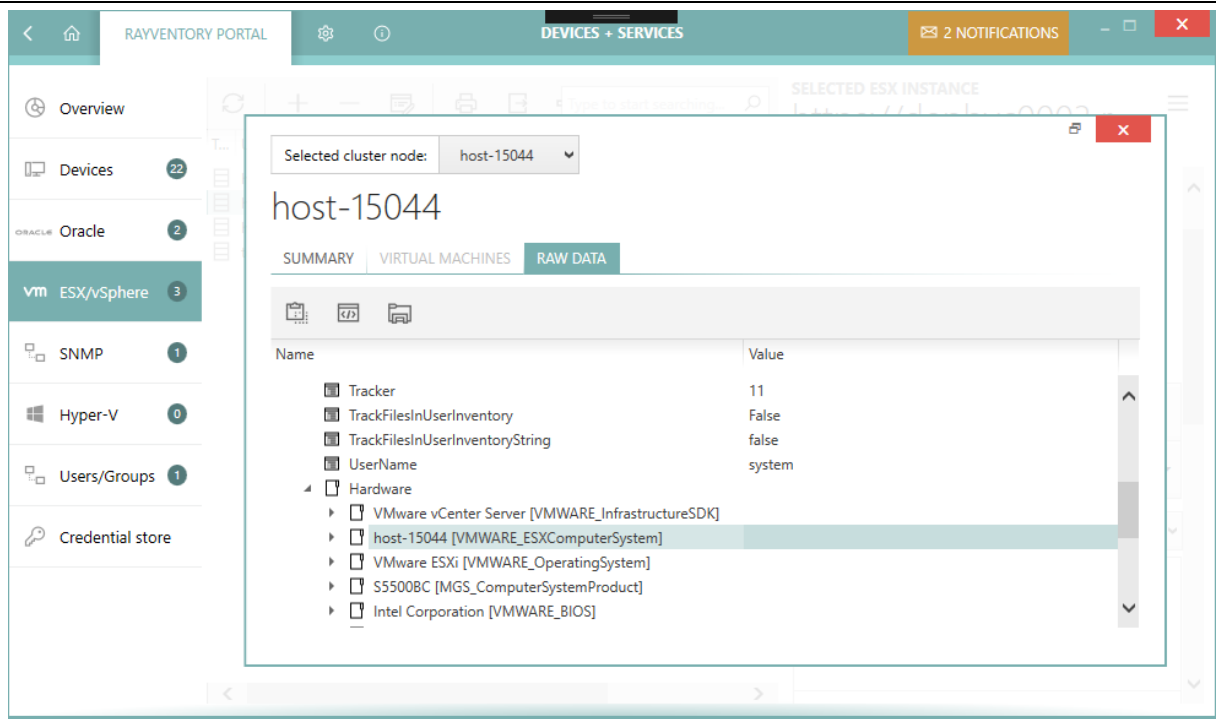 RAYVENTORY PORTAL
DEVICES + SERVICES
2 NOTIFICATIONS
Overview
Devices 22
ORACLE Oracle 2
vm ESX/vSphere 3
SNMP 1
Hyper-V 0
Users/Groups 1
Credential store
Type to start searching...
SELECTED ESX INSTANCE
T...
Selected cluster node: host-15044
host-15044
SUMMARY VIRTUAL MACHINES RAW DATA
Name Value
Tracker 11
TrackFilesInUserInventory False
TrackFilesInUserInventoryString false
UserName system
Hardware
VMware vCenter Server [VMWARE_InfrastructureSDK]
host-15044 [VMWARE_ESXComputerSystem]
VMware ESXi [VMWARE_OperatingSystem]
S5500BC [MGS_ComputerSystemProduct]
Intel Corporation [VMWARE_BIOS]